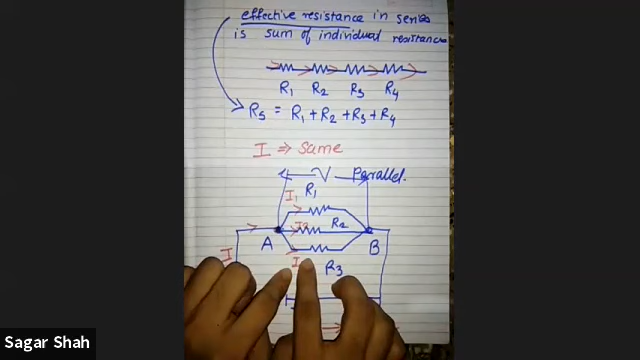 effective resistance in series
is sum of individual resistance
R1 R2 R3 R4
RS = R1 + R2 + R3 + R4
I ⇒ same
V Parallel.
I1 R1
I2 R2
A B
I I
R3
Sagar Shah